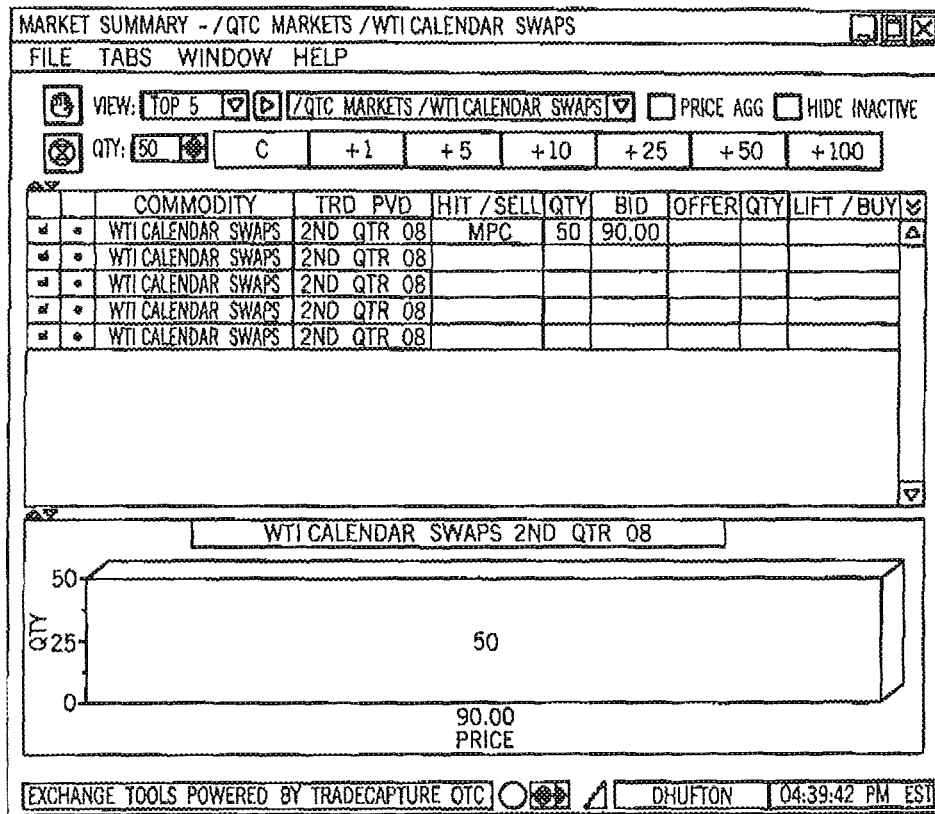 MARKET SUMMARY - / QTC MARKETS / WTI CALENDAR SWAPS
FILE TABS WINDOW HELP
VIEW: TOP 5 /QTC MARKETS /WTI CALENDAR SWAPS PRICE AGG HIDE INACTIVE
QTY: 50 C +1 +5 +10 +25 +50 +100
COMMODITY TRD PVD HIT / SELL QTY BID OFFER QTY LIFT / BUY
WTI CALENDAR SWAPS 2ND QTR 08 MPC 50 90.00
WTI CALENDAR SWAPS 2ND QTR 08
WTI CALENDAR SWAPS 2ND QTR 08
WTI CALENDAR SWAPS 2ND QTR 08
WTI CALENDAR SWAPS 2ND QTR 08
WTI CALENDAR SWAPS 2ND QTR 08
50
QTY
25
50
0
90.00
PRICE
EXCHANGE TOOLS POWERED BY TRADECAPTURE OTC DHUFTON 04:39:42 PM EST